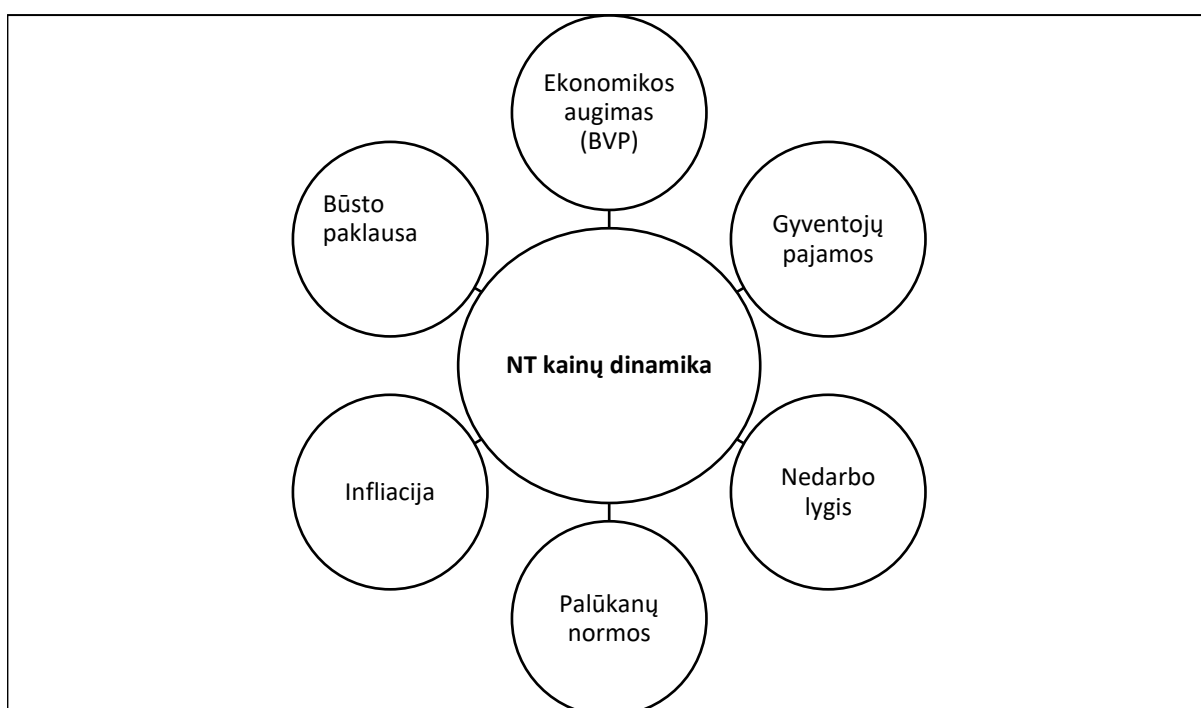 Ekonomikos
augimas
(BVP)
Būsto
paklausa
Gyventojų
pajamos
NT kainų dinamika
Infliacija
Nedarbo
lygis
Palūkanų
normos